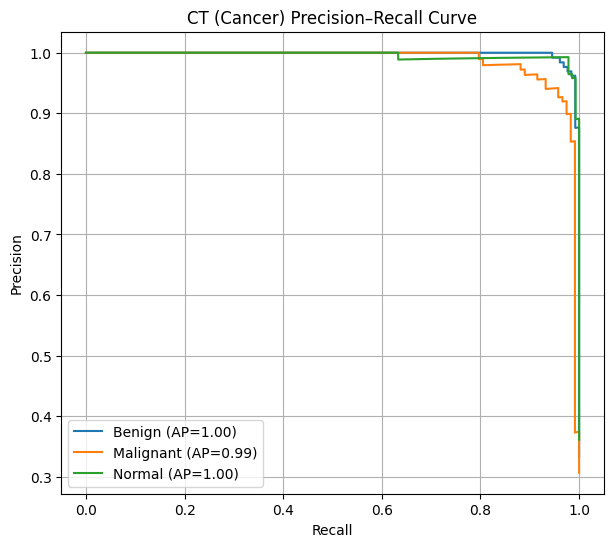 CT (Cancer) Precision–Recall Curve
1.0
0.9
0.8
0.7
0.6
0.5
0.4
0.3
Precision
Benign (AP=1.00)
Malignant (AP=0.99)
Normal (AP=1.00)
0.0 0.2 0.4 0.6 0.8 1.0
Recall